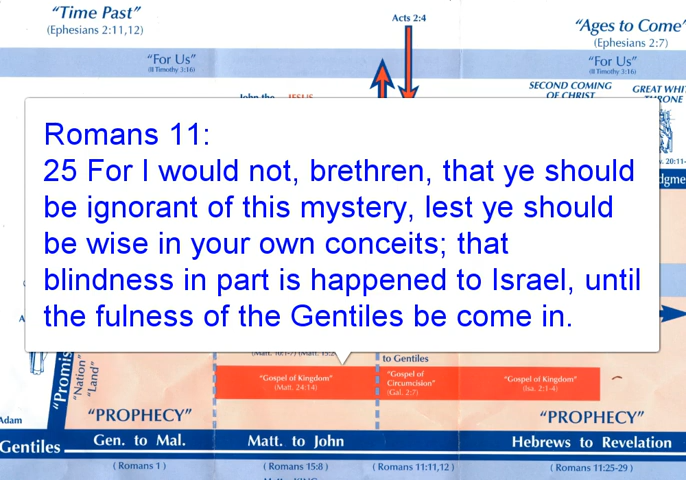 "Time Past"
(Ephesians 2:11,12)
Acts 2:4
"Ages to Come"
(Ephesians 2:7)
"For Us"
(II Timothy 3:16)
"For Us"
(II Timothy 3:16)
SECOND COMING
OF CHRIST
GREAT
John the JESUS
Romans 11:
25 For I would not, brethren, that ye should
be ignorant of this mystery, lest ye should
be wise in your own conceits; that
blindness in part is happened to Israel, until
the fulness of the Gentiles be come in.
to Gentiles
"Promis
"Nation"
"Land"
"Gospel of Kingdom"
(Matt. 24:14)
"Gospel of
Circumcision"
(Gal. 2:7)
"Gospel of Kingdom"
(Isa. 2:1-4)
"PROPHECY"
"PROPHECY"
Adam
Gentiles
Gen. to Mal.
Matt. to John
Hebrews to Revelation
(Romans 1)
(Romans 15:8)
(Romans 11:11,12)
(Romans 11:25-29)